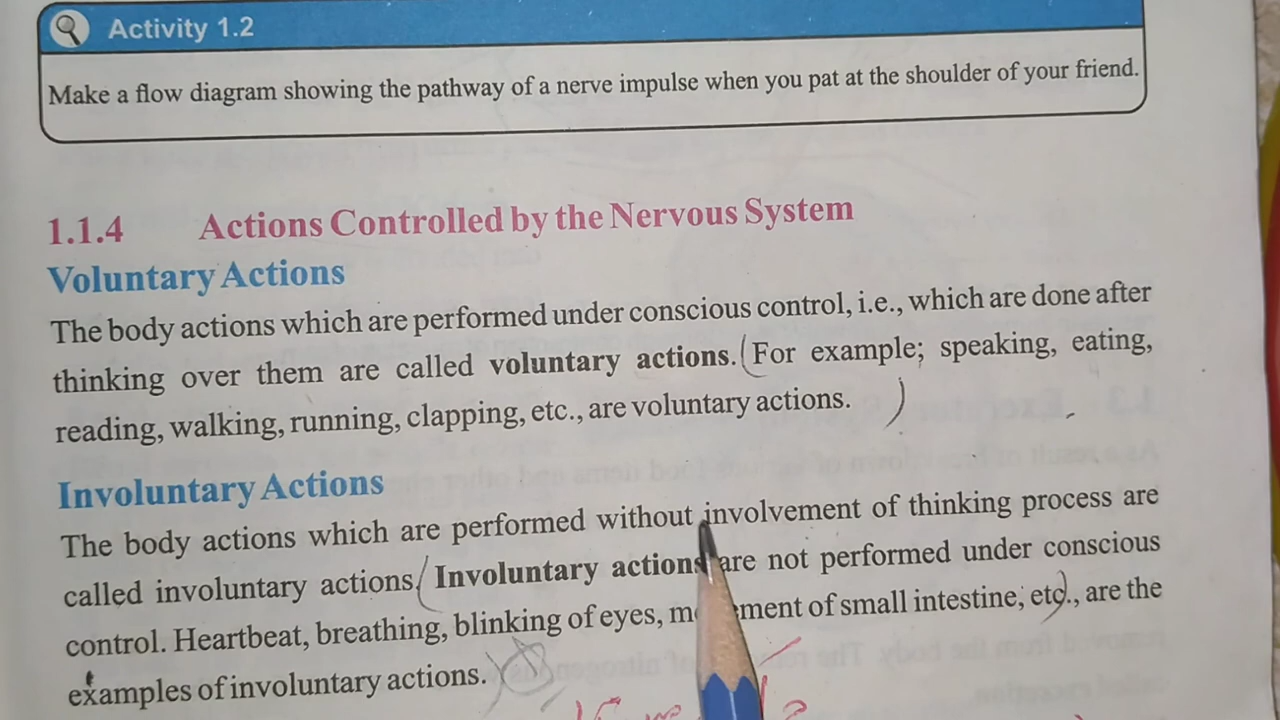 Activity 1.2
Make a flow diagram showing the pathway of a nerve impulse when you pat at the shoulder of your friend.
1.1.4 Actions Controlled by the Nervous System
Voluntary Actions
The body actions which are performed under conscious control, i.e., which are done after
thinking over them are called voluntary actions. (For example; speaking, eating,
reading, walking, running, clapping, etc., are voluntary actions. )
Involuntary Actions
The body actions which are performed without involvement of thinking process are
called involuntary actions. (Involuntary actions are not performed under conscious
control. Heartbeat, breathing, blinking of eyes, ment of small intestine, etc)., are the
examples of involuntary actions.